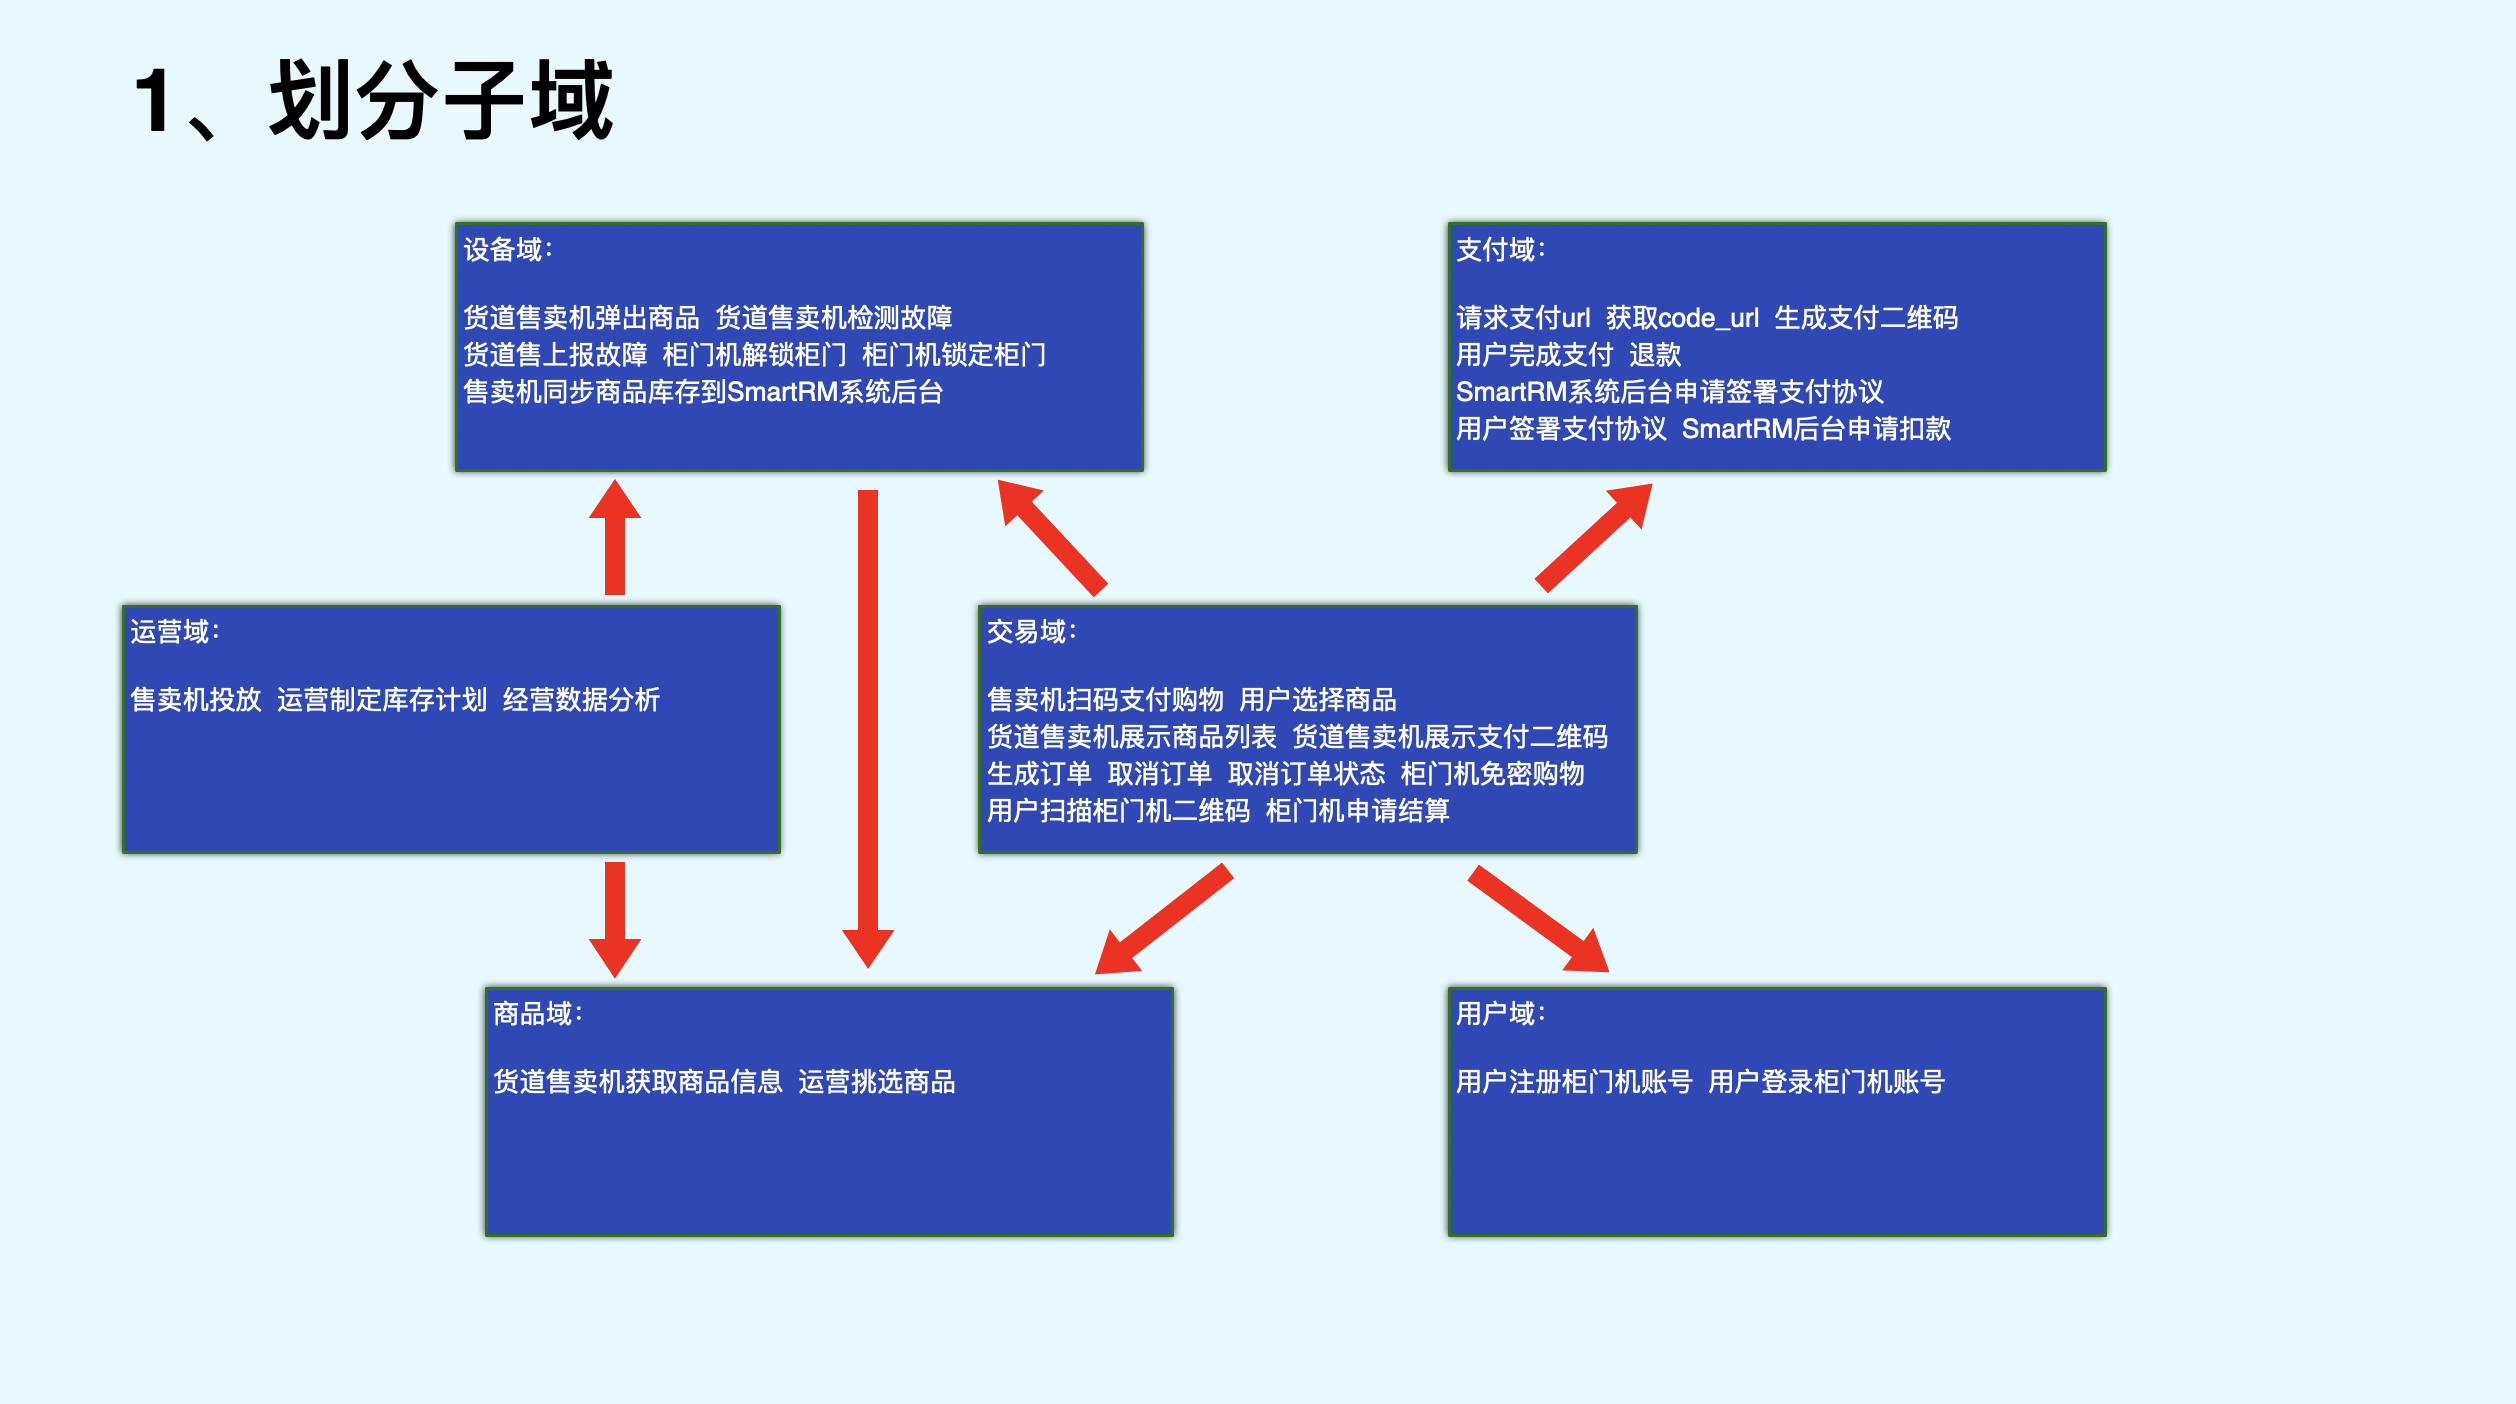 1、划分子域
设备域：
货道售卖机弹出商品 货道售卖机检测故障
货道售上报故障 柜门机解锁柜门 柜门机锁定柜门
售卖机同步商品库存到SmartRM系统后台
支付域：
请求支付url 获取code_url 生成支付二维码
用户完成支付 退款
SmartRM系统后台申请签署支付协议
用户签署支付协议 SmartRM后台申请扣款
运营域：
售卖机投放 运营制定库存计划 经营数据分析
交易域：
售卖机扫码支付购物 用户选择商品
货道售卖机展示商品列表 货道售卖机展示支付二维码
生成订单 取消订单 取消订单状态 柜门机免密购物
用户扫描柜门机二维码 柜门机申请结算
商品域：
货道售卖机获取商品信息 运营挑选商品
用户域：
用户注册柜门机账号 用户登录柜门机账号